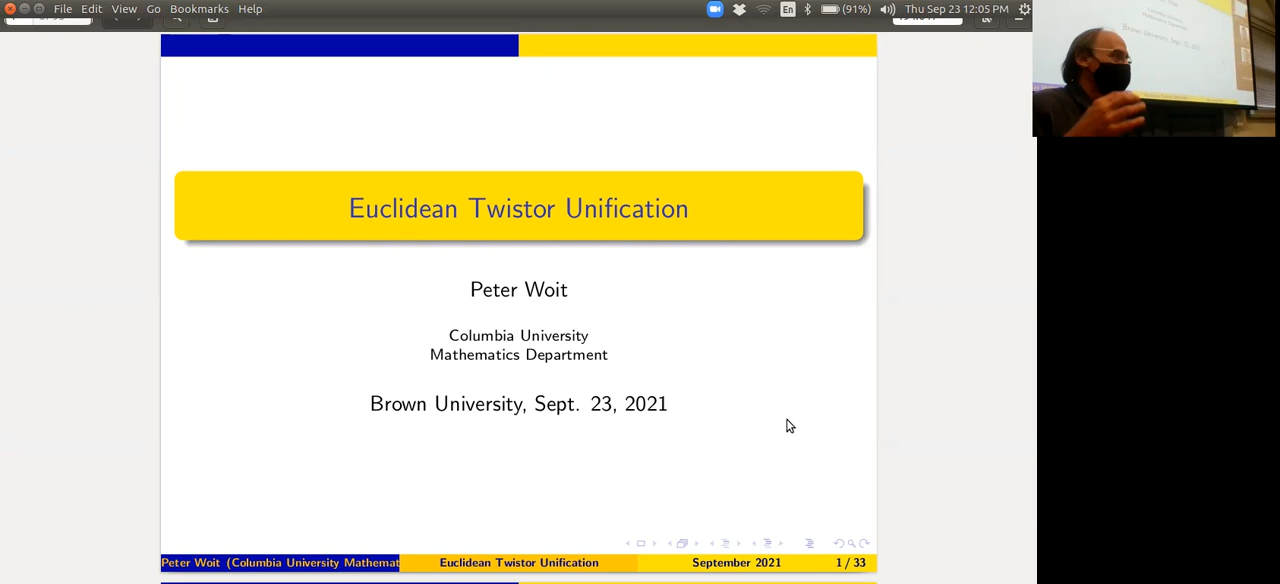 File Edit View Go Bookmarks Help
En (91%) Thu Sep 23 12:05 PM
Euclidean Twistor Unification
Peter Woit
Columbia University
Mathematics Department
Brown University, Sept. 23, 2021
Peter Woit (Columbia University Mathemat
Euclidean Twistor Unification
September 2021
1 / 33